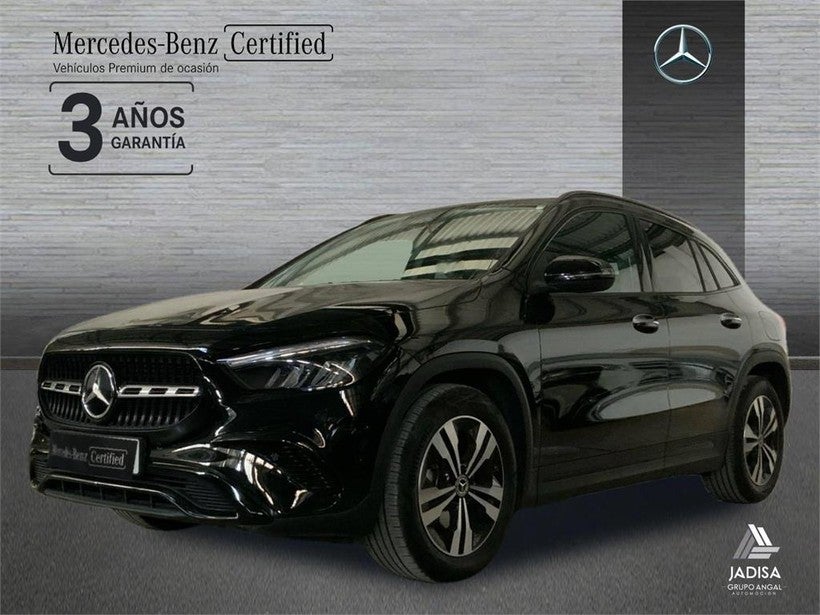 Mercedes-Benz Certified
Vehículos Premium de ocasión
3 AÑOS
GARANTÍA
Mercedes-Benz Certified
JADISA
GRUPO ANGAL
AUTOMOCIÓN